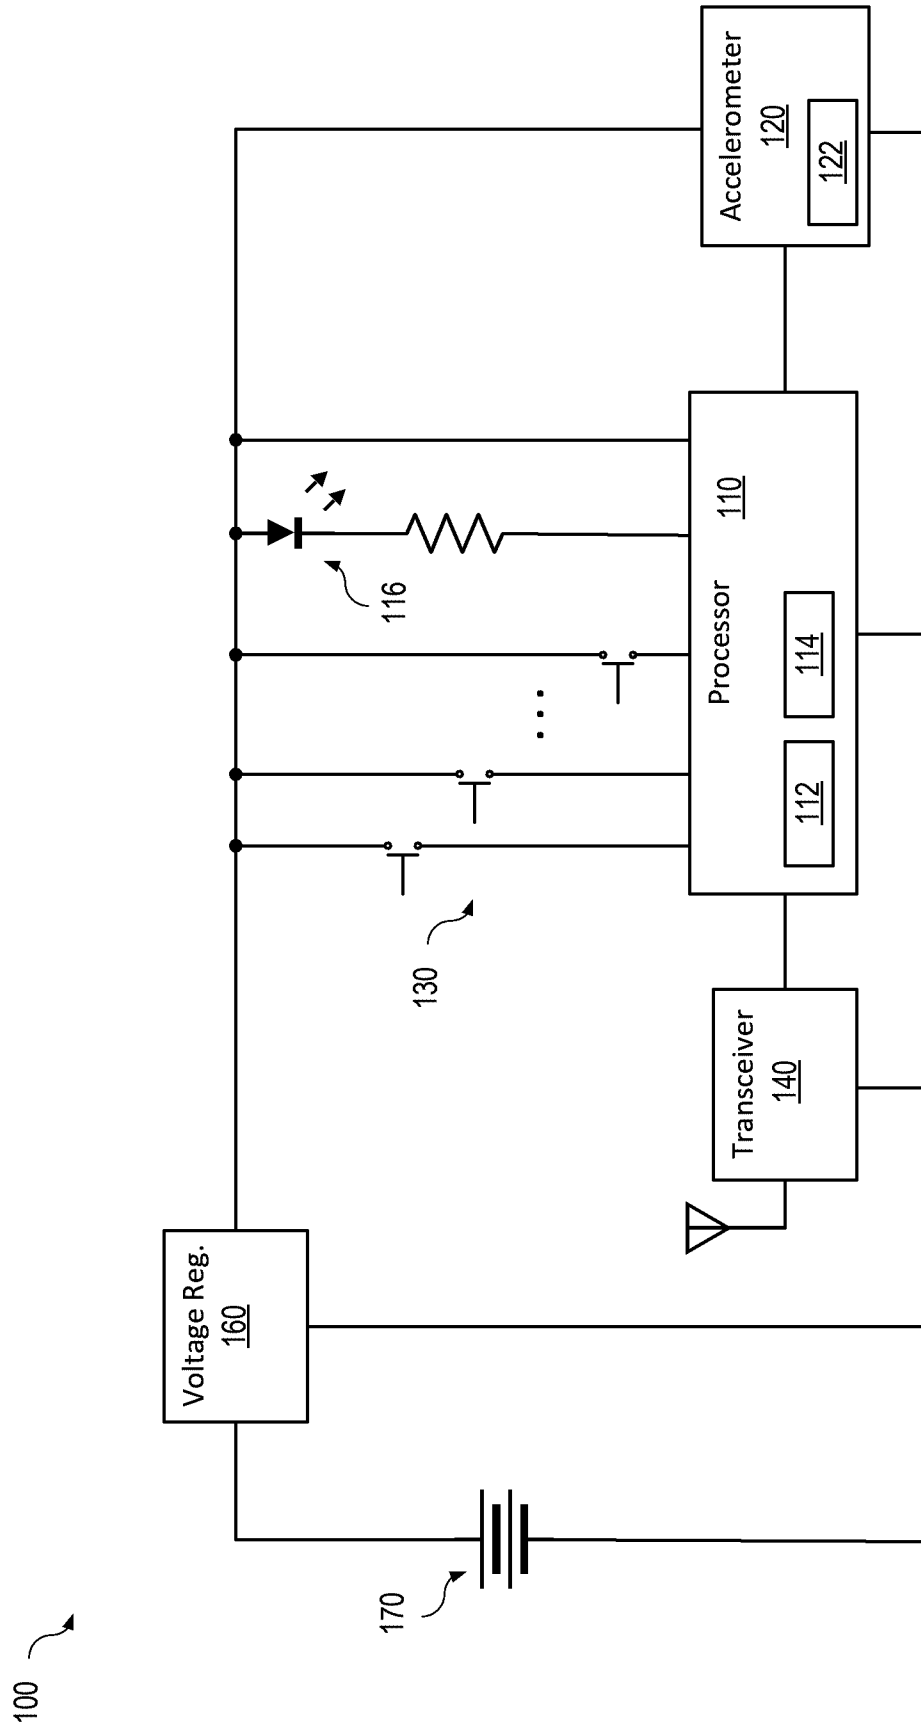 100
170
Voltage Reg.
160
130
116
Transceiver
140
Processor
110
112
114
Accelerometer
120
122